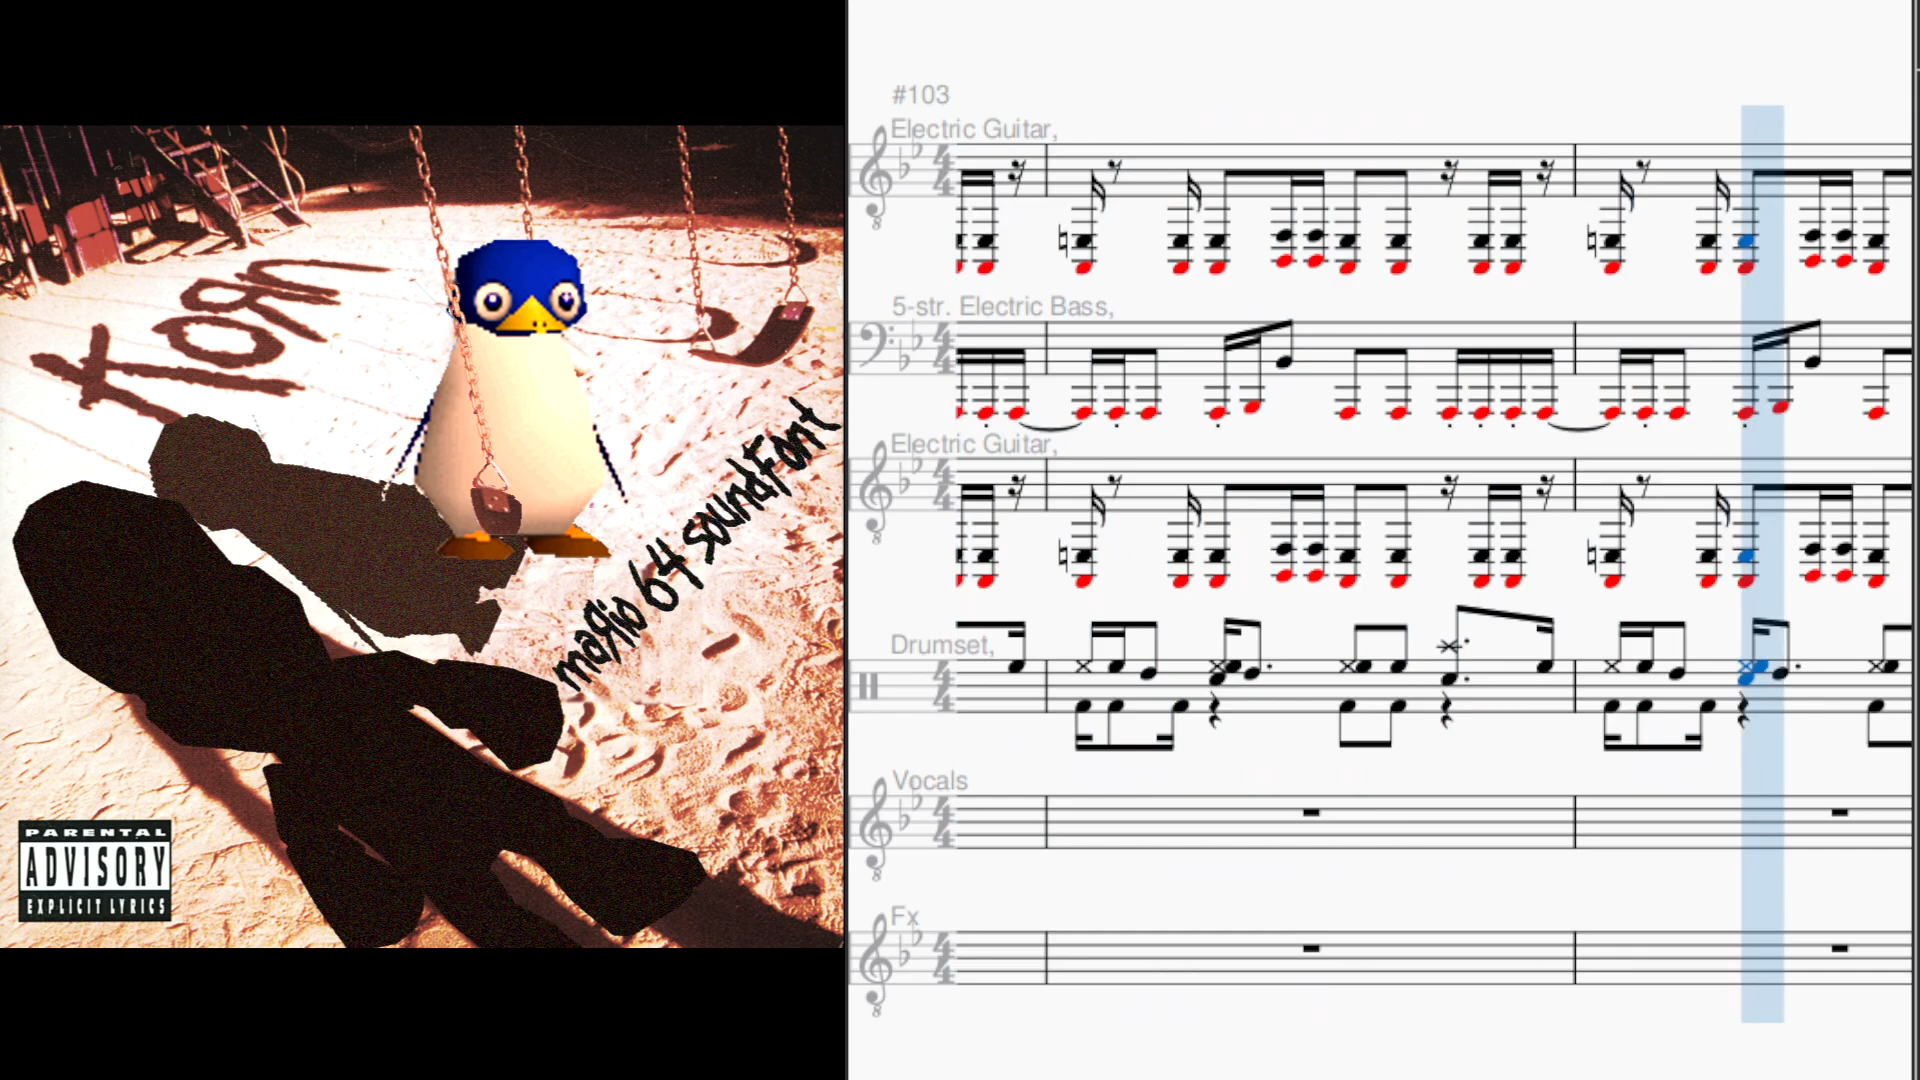 KoRn
mario 64 soundfont
PARENTAL
ADVISORY
EXPLICIT LYRICS
#103
Electric Guitar,
5-str. Electric Bass,
Electric Guitar,
Drumset,
Vocals
Fx